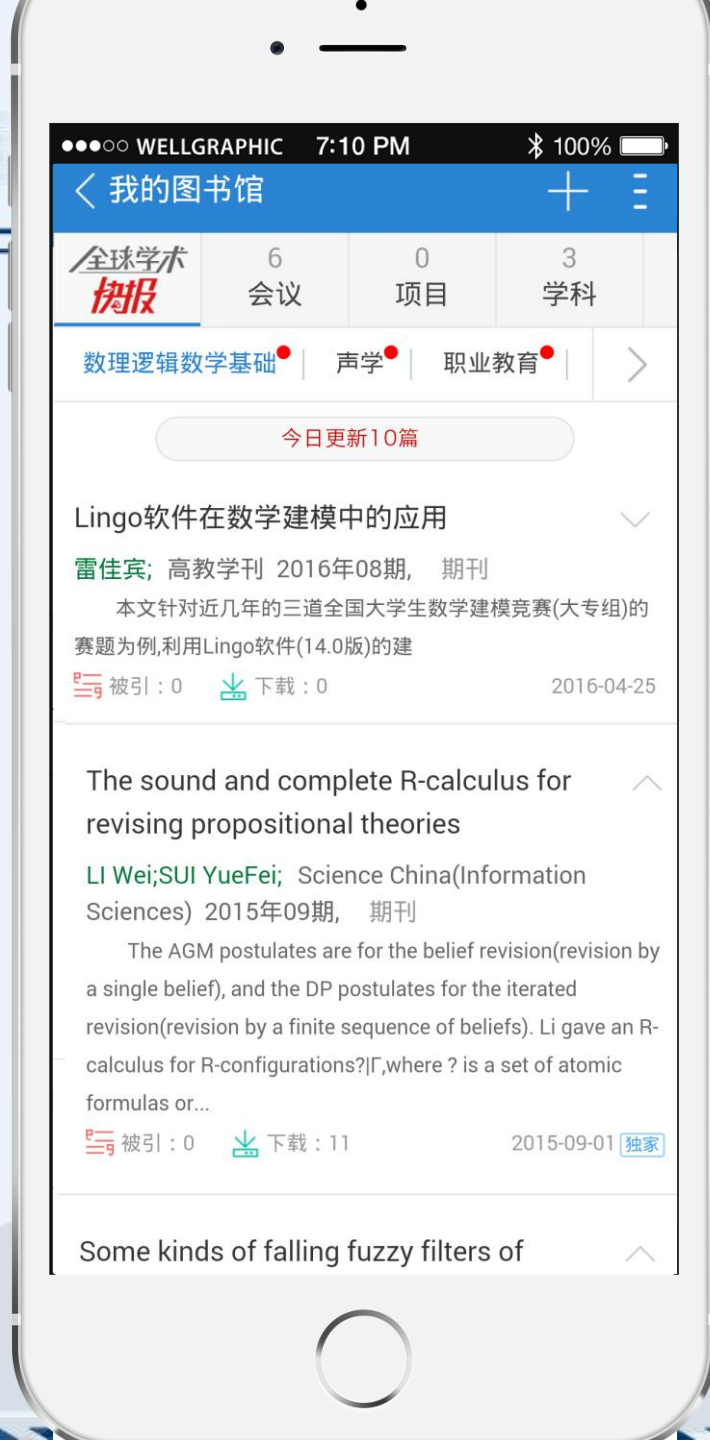 WELLGRAPHIC 7:10 PM 100%
我的图书馆
全球学术 6 0 3
快报 会议 项目 学科
数理逻辑数学基础 声学 职业教育
今日更新10篇
Lingo软件在数学建模中的应用
雷佳宾; 高教学刊 2016年08期, 期刊
本文针对近几年的三道全国大学生数学建模竞赛(大专组)的
赛题为例,利用Lingo软件(14.0版)的建
被引:0 下载:0 2016-04-25
The sound and complete R-calculus for
revising propositional theories
LI Wei;SUI YueFei; Science China(Information
Sciences) 2015年09期, 期刊
The AGM postulates are for the belief revision(revision by
a single belief), and the DP postulates for the iterated
revision(revision by a finite sequence of beliefs). Li gave an R-
calculus for R-configurations?|Γ,where ? is a set of atomic
formulas or...
被引:0 下载:11 2015-09-01 独家
Some kinds of falling fuzzy filters of